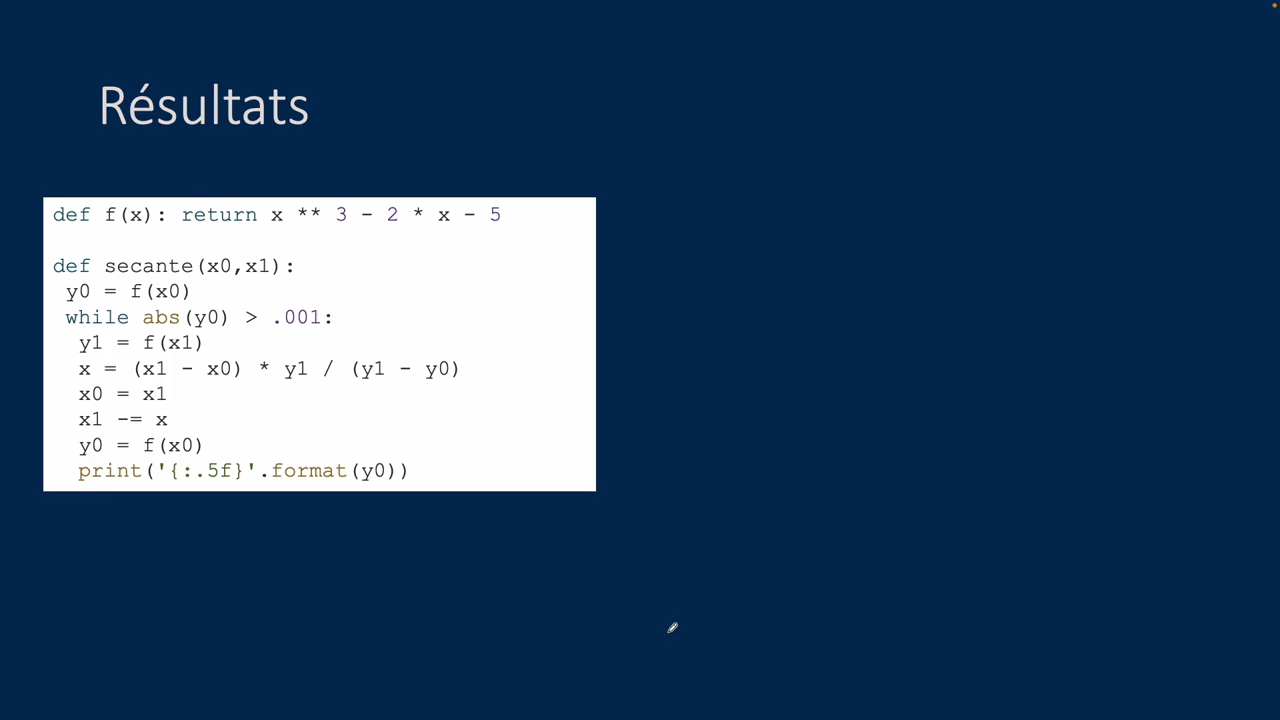 Résultats
def f(x): return x ** 3 - 2 * x - 5
def secante(x0,x1):
 y0 = f(x0)
 while abs(y0) > .001:
  y1 = f(x1)
  x = (x1 - x0) * y1 / (y1 - y0)
  x0 = x1
  x1 -= x
  y0 = f(x0)
  print('{:.5f}'.format(y0))